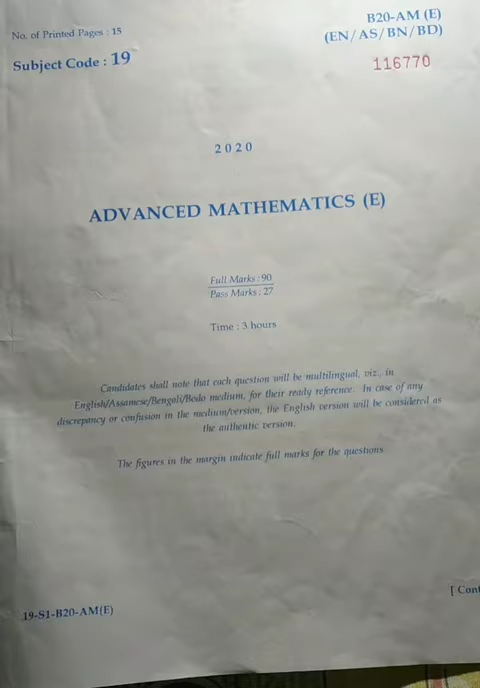 No. of Printed Pages : 15
B20-AM (E)
(EN/AS/BN/BD)
Subject Code : 19
116770
2020
ADVANCED MATHEMATICS (E)
Full Marks : 90
Pass Marks : 27
Time : 3 hours
Candidates shall note that each question will be multilingual, viz., in
English/Assamese/Bengali/Bodo medium, for their ready reference. In case of any
discrepancy or confusion in the medium/version, the English version will be considered as
the authentic version.
The figures in the margin indicate full marks for the questions
19-S1-B20-AM(E)
[ Cont